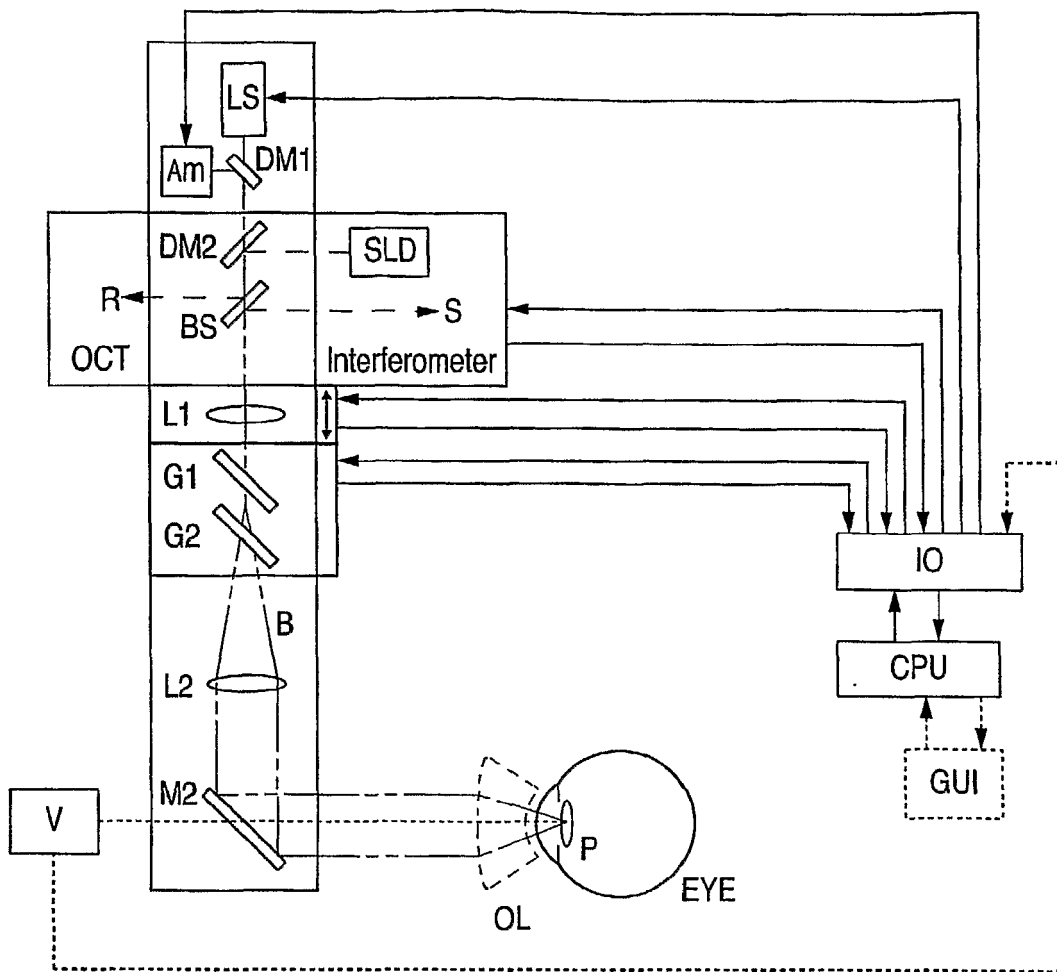 LS
DM1
Am
DM2
SLD
R
BS
S
OCT
Interferometer
L1
G1
G2
IO
B
CPU
L2
M2
GUI
V
P
EYE
OL